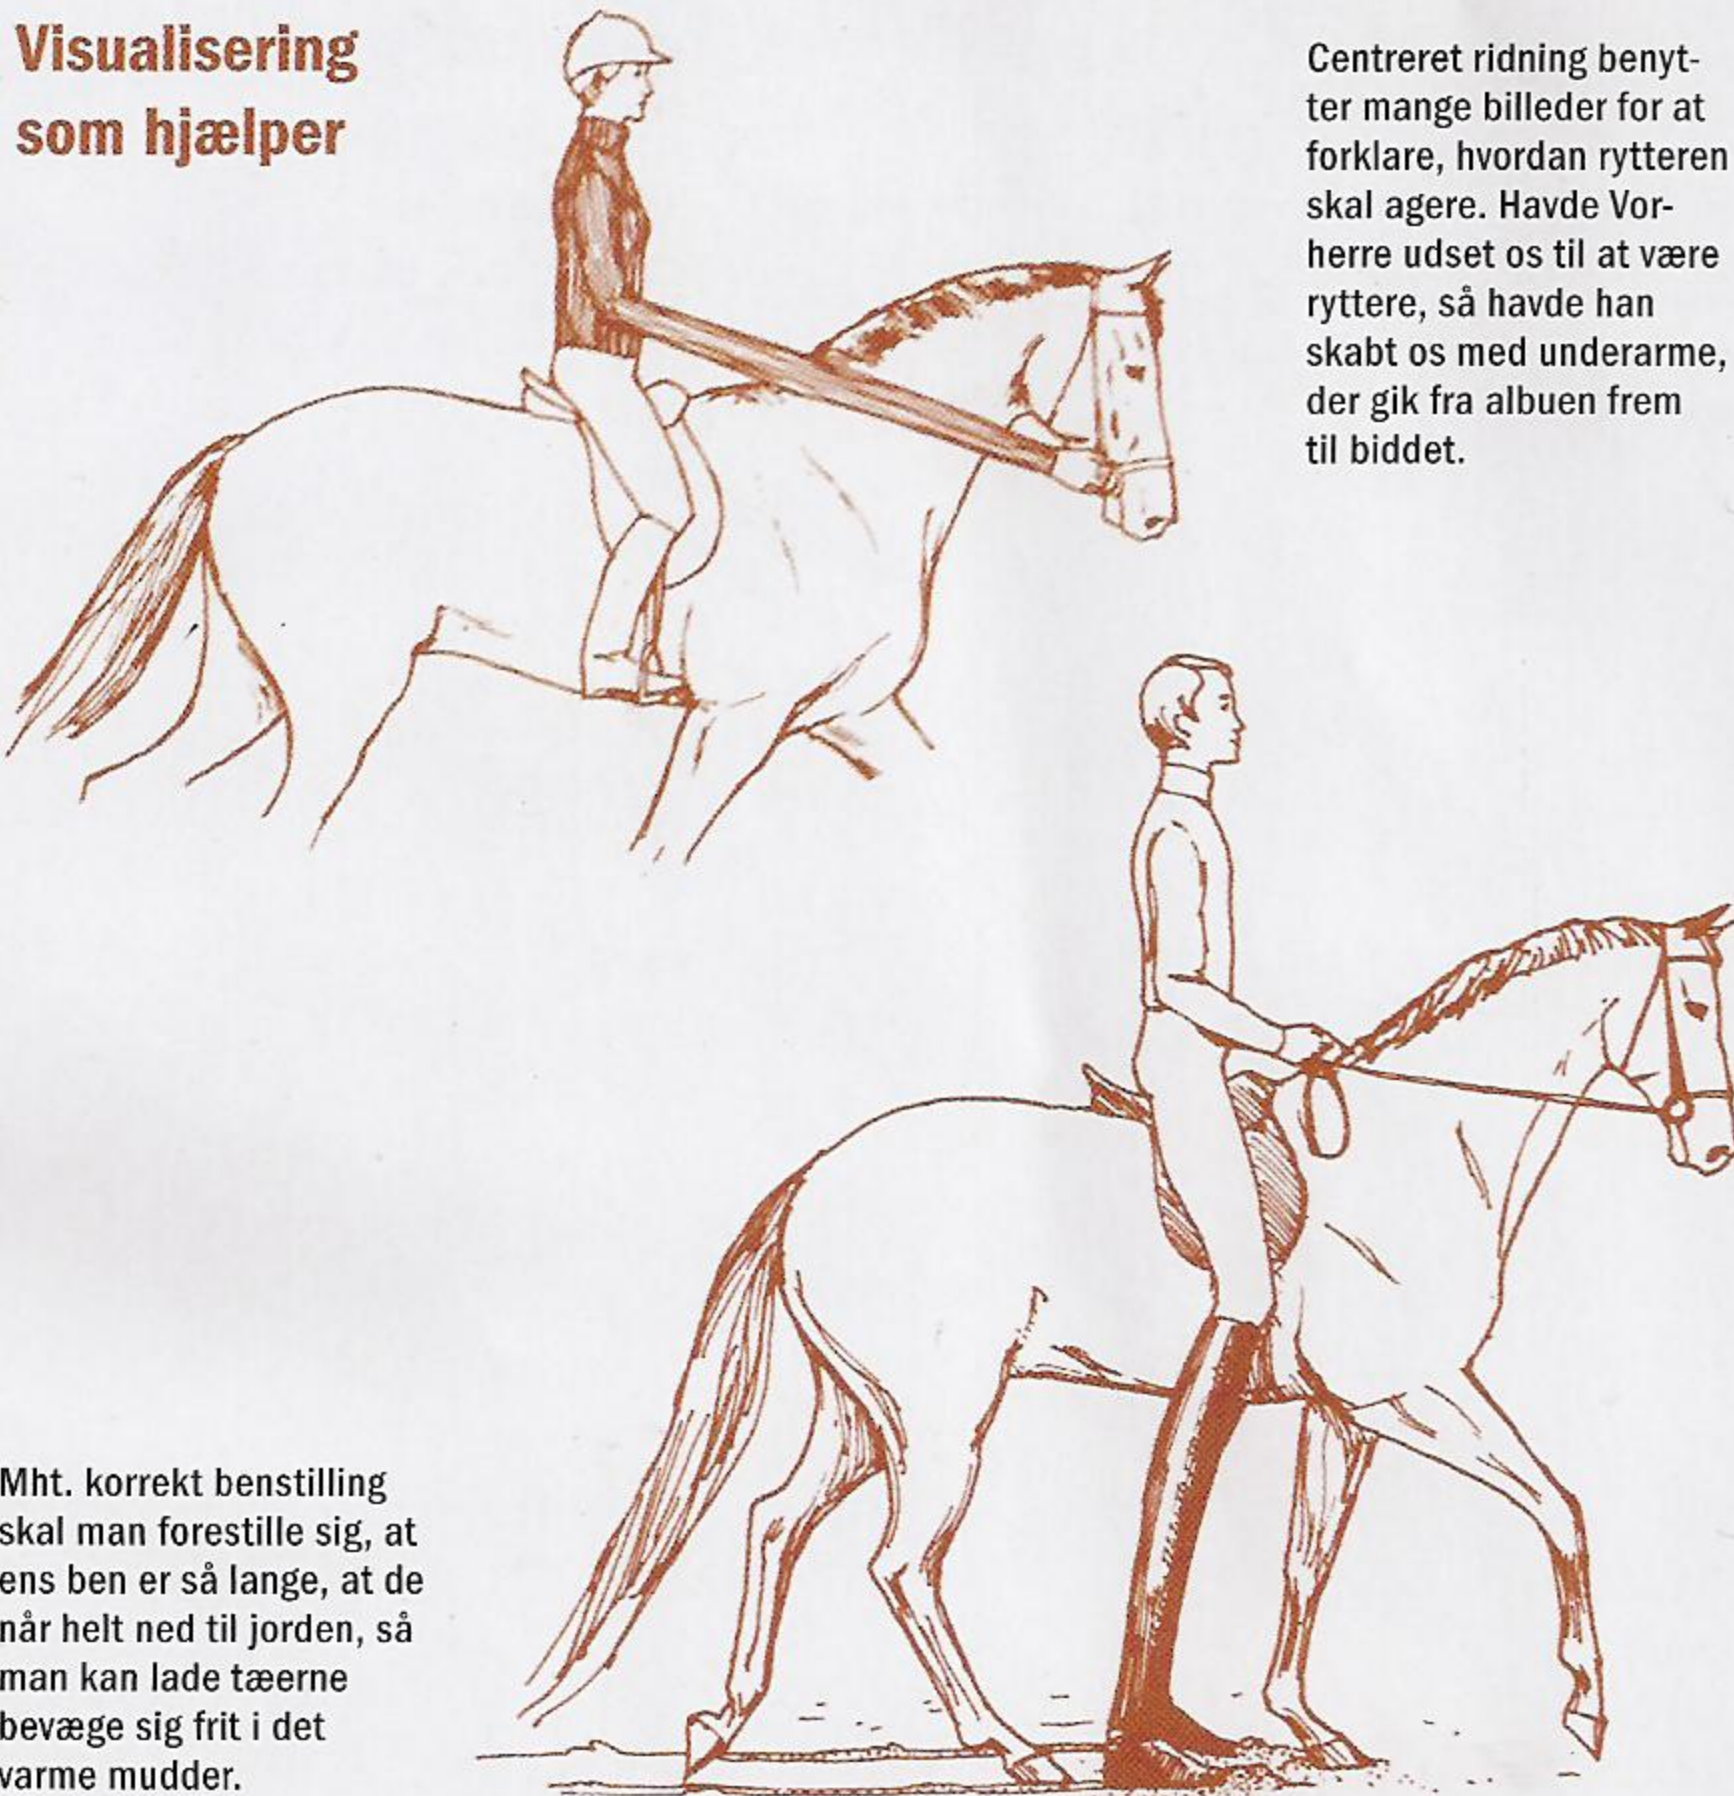 Visualisering
som hjælper
Centreret ridning benyt-
ter mange billeder for at
forklare, hvordan rytteren
skal agere. Havde Vor-
herre udset os til at være
ryttere, så havde han
skabt os med underarme,
der gik fra albuen frem
til biddet.
Mht. korrekt benstilling
skal man forestille sig, at
ens ben er så lange, at de
når helt ned til jorden, så
man kan lade tæerne
bevæge sig frit i det
varme mudder.